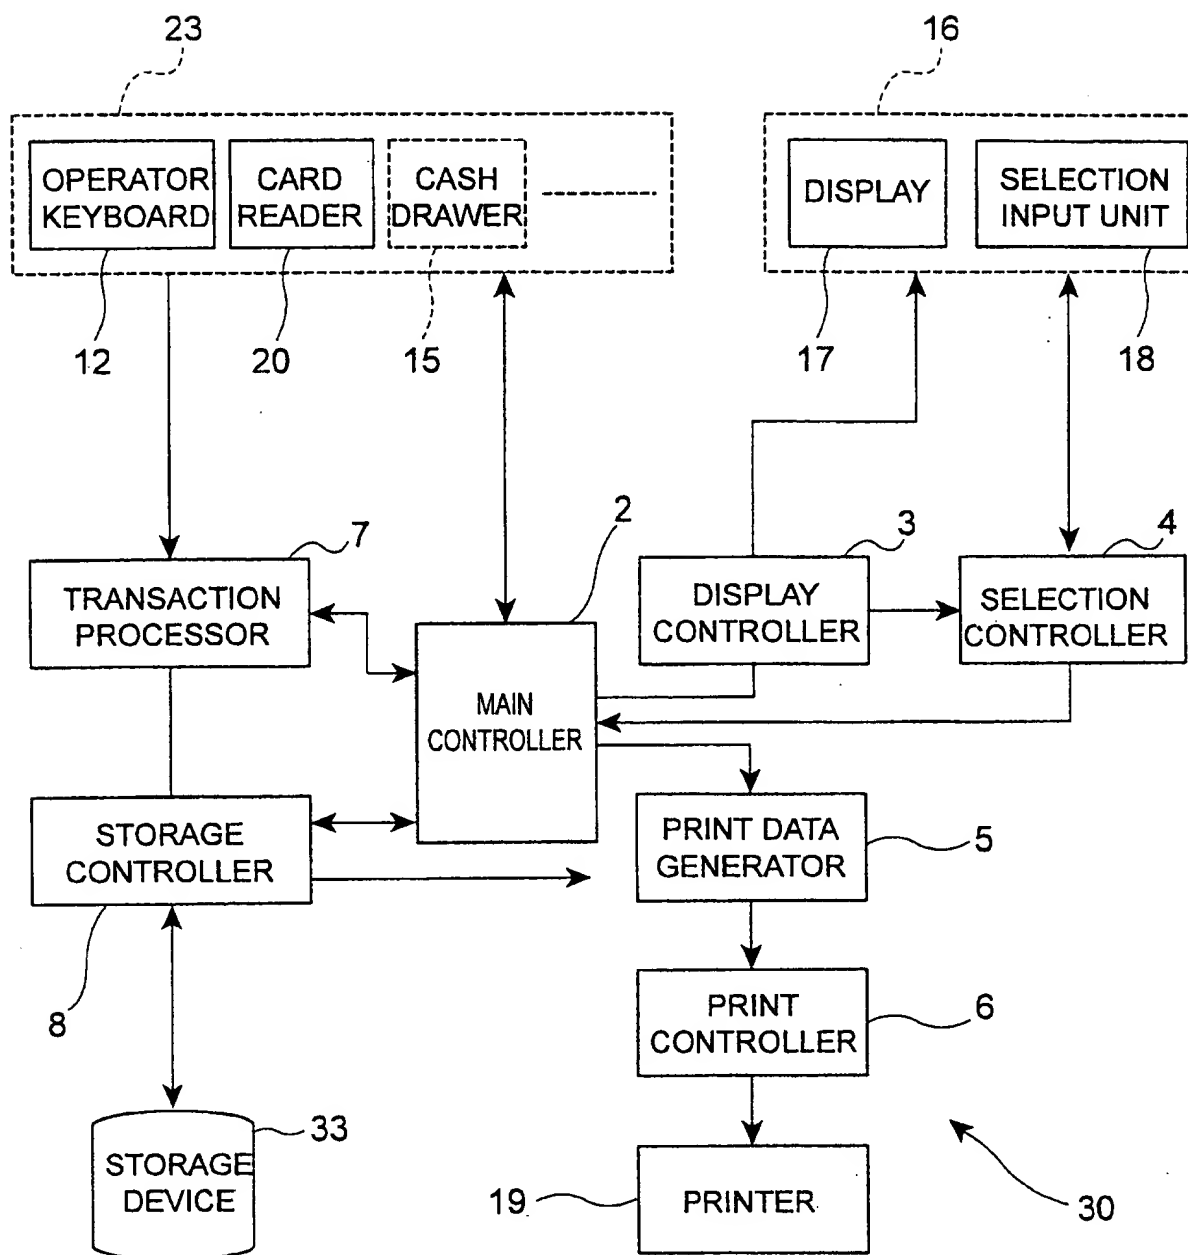 23
16
OPERATOR
KEYBOARD
CARD
READER
CASH
DRAWER
DISPLAY
SELECTION
INPUT UNIT
12
20
15
17
18
7
2
3
4
TRANSACTION
PROCESSOR
DISPLAY
CONTROLLER
SELECTION
CONTROLLER
MAIN
CONTROLLER
STORAGE
CONTROLLER
PRINT DATA
GENERATOR
5
8
PRINT
CONTROLLER
6
33
STORAGE
DEVICE
19
PRINTER
30